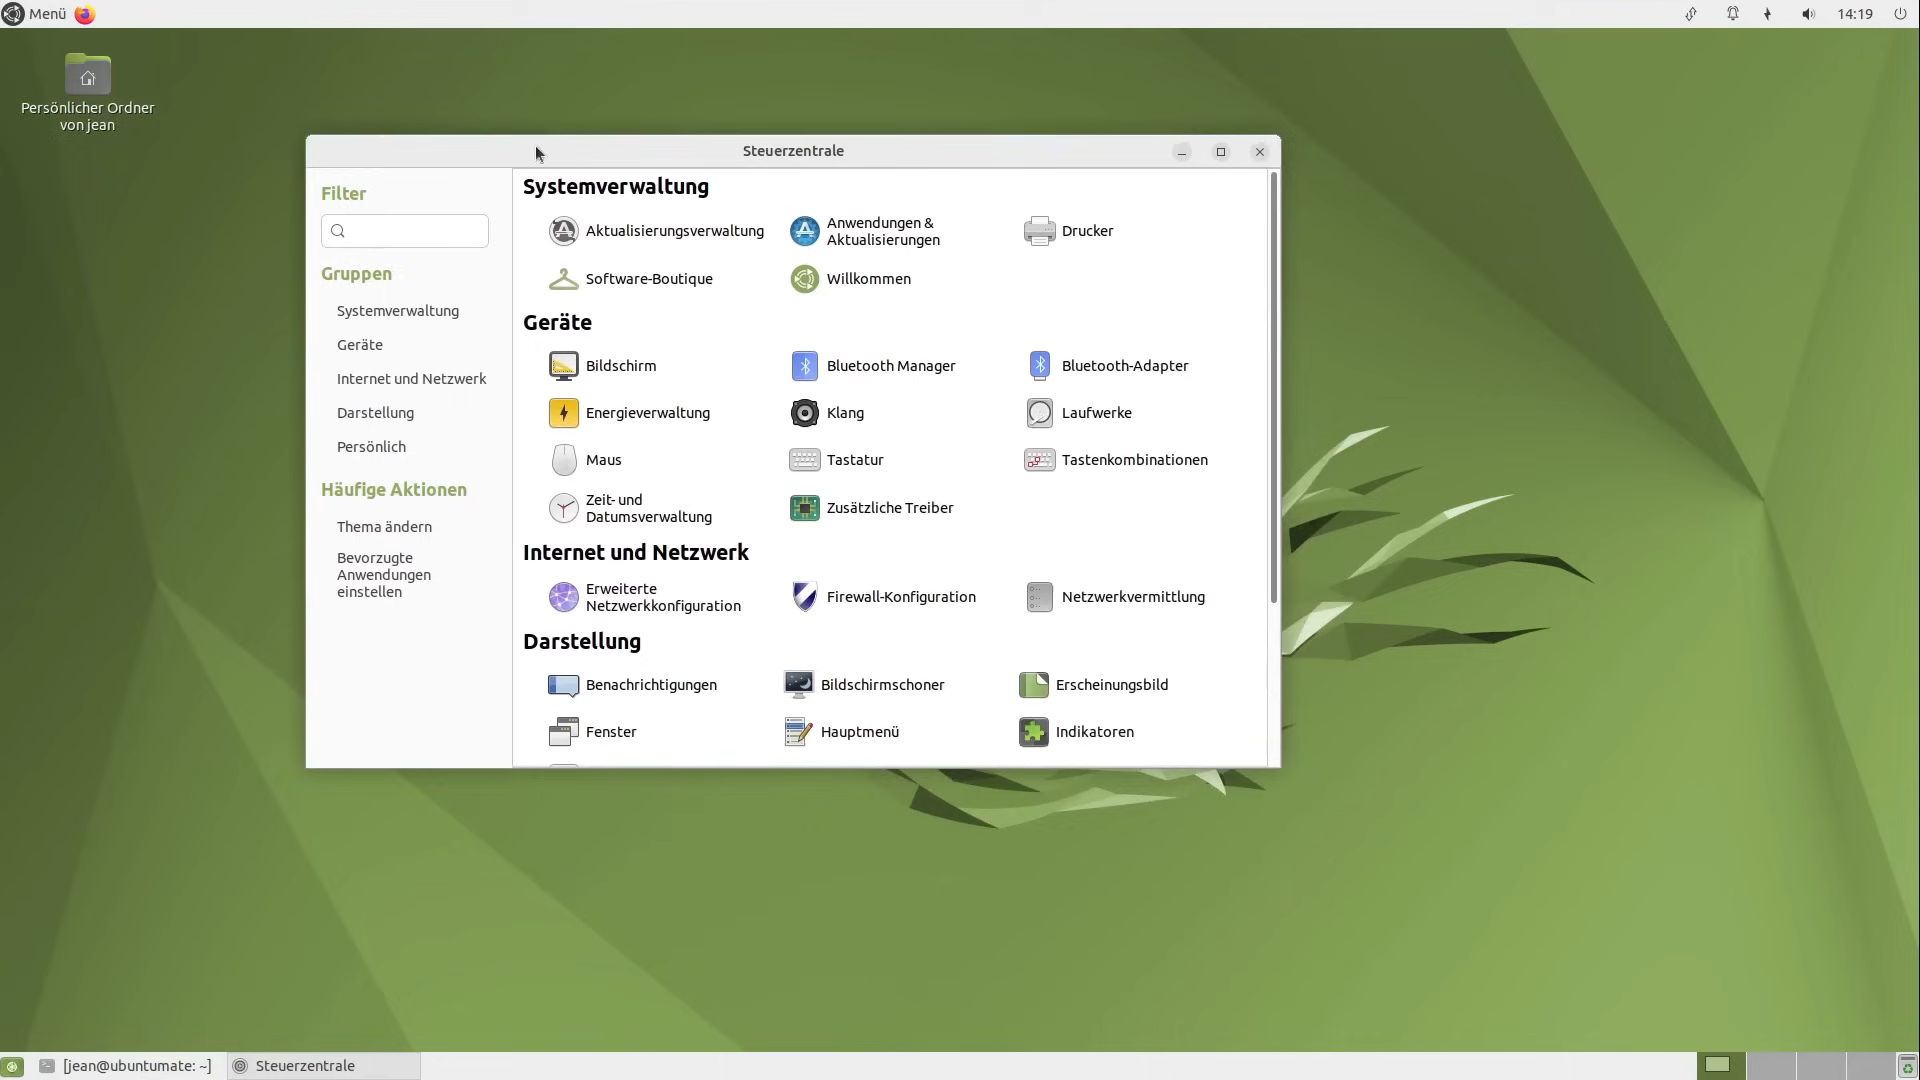 Menü
14:19
Persönlicher Ordner
von jean
Steuerzentrale
Filter
Gruppen
Systemverwaltung
Geräte
Internet und Netzwerk
Darstellung
Persönlich
Häufige Aktionen
Thema ändern
Bevorzugte
Anwendungen
einstellen
Systemverwaltung
Aktualisierungsverwaltung
Anwendungen &
Aktualisierungen
Drucker
Software-Boutique
Willkommen
Geräte
Bildschirm
Bluetooth Manager
Bluetooth-Adapter
Energieverwaltung
Klang
Laufwerke
Maus
Tastatur
Tastenkombinationen
Zeit- und
Datumsverwaltung
Zusätzliche Treiber
Internet und Netzwerk
Erweiterte
Netzwerkkonfiguration
Firewall-Konfiguration
Netzwerkvermittlung
Darstellung
Benachrichtigungen
Bildschirmschoner
Erscheinungsbild
Fenster
Hauptmenü
Indikatoren
[jean@ubuntumate: ~]
Steuerzentrale